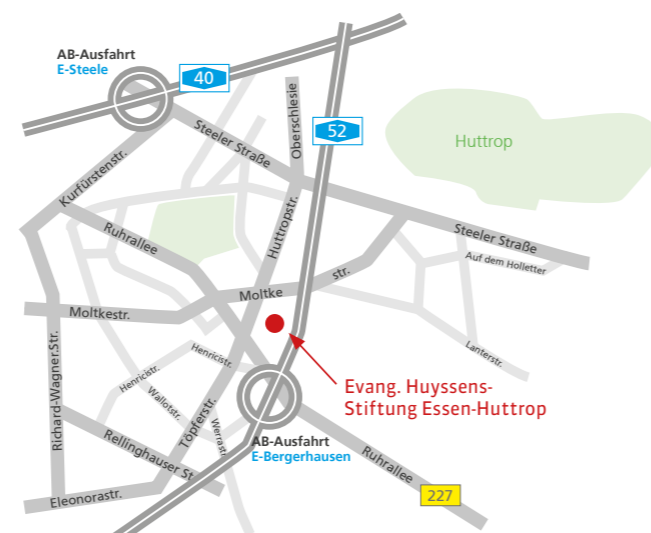 AB-Ausfahrt
E-Steele
40
52
Oberschlesie
Steeler Straße
Huttrop
Kurfürstenstr.
Ruhrallee
Huttropstr.
Steeler Straße
Auf dem Holletter
Moltkestr.
Moltke
str.
Lanterstr.
Richard-Wagner.Str.
Henricistr.
Henricistr.
Wallotstr.
Töpferstr.
Werrastr.
Evang. Huyssens-
Stiftung Essen-Huttrop
AB-Ausfahrt
E-Bergerhausen
Rellinghauser St
Ruhrallee
227
Eleonorastr.